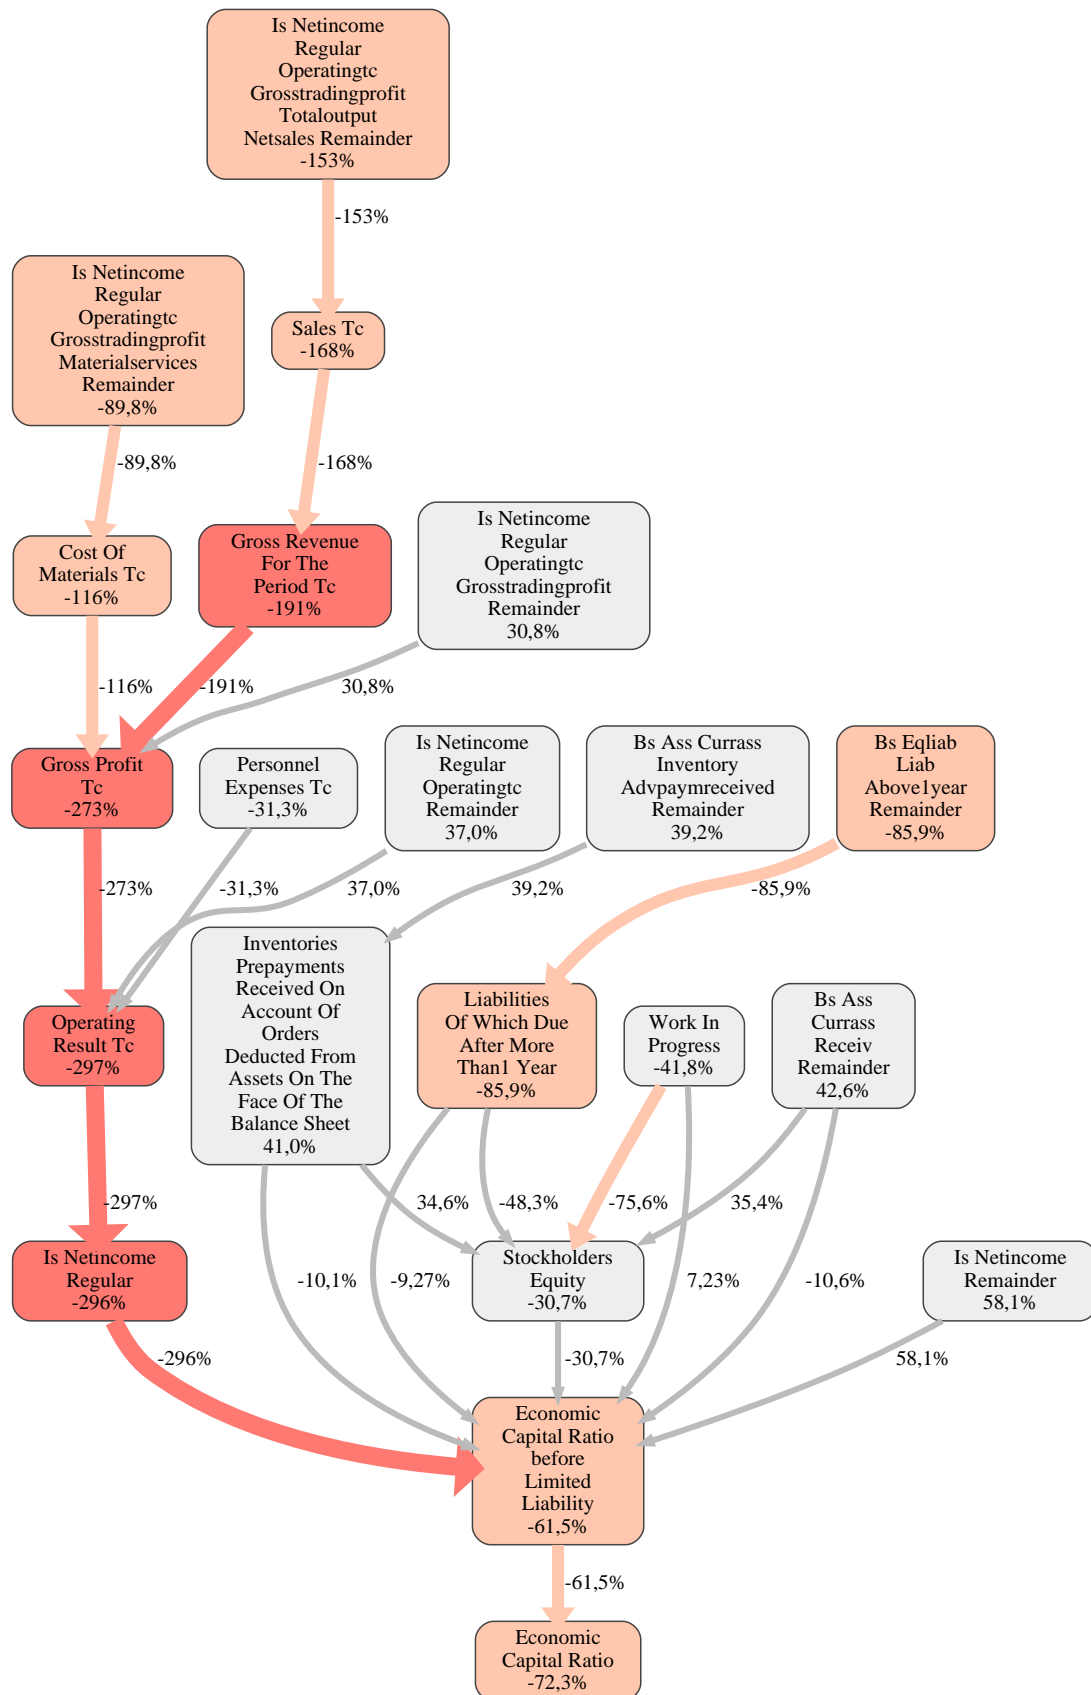 Is Netincome
Regular
Operatingtc
Grosstradingprofit
Totaloutput
Netsales Remainder
-153%
-153%
Is Netincome
Regular
Operatingtc
Grosstradingprofit
Materialservices
Remainder
-89,8%
Sales Tc
-168%
-89,8%
-168%
Is Netincome
Regular
Operatingtc
Grosstradingprofit
Remainder
30,8%
Cost Of
Materials Tc
-116%
Gross Revenue
For The
Period Tc
-191%
-116%
-191%
30,8%
Gross Profit
Tc
-273%
Personnel
Expenses Tc
-31,3%
Is Netincome
Regular
Operatingtc
Remainder
37,0%
Bs Ass Currass
Inventory
Advpaymreceived
Remainder
39,2%
Bs Eqliab
Liab
Above1year
Remainder
-85,9%
-273%
-31,3%
37,0%
39,2%
-85,9%
Inventories
Prepayments
Received On
Account Of
Orders
Deducted From
Assets On The
Face Of The
Balance Sheet
41,0%
Operating
Result Tc
-297%
Liabilities
Of Which Due
After More
Than1 Year
-85,9%
Work In
Progress
-41,8%
Bs Ass
Currass
Receiv
Remainder
42,6%
-297%
34,6%
-48,3%
-75,6%
35,4%
Is Netincome
Regular
-296%
-10,1%
-9,27%
Stockholders
Equity
-30,7%
7,23%
-10,6%
Is Netincome
Remainder
58,1%
-296%
-30,7%
58,1%
Economic
Capital Ratio
before
Limited
Liability
-61,5%
-61,5%
Economic
Capital Ratio
-72,3%